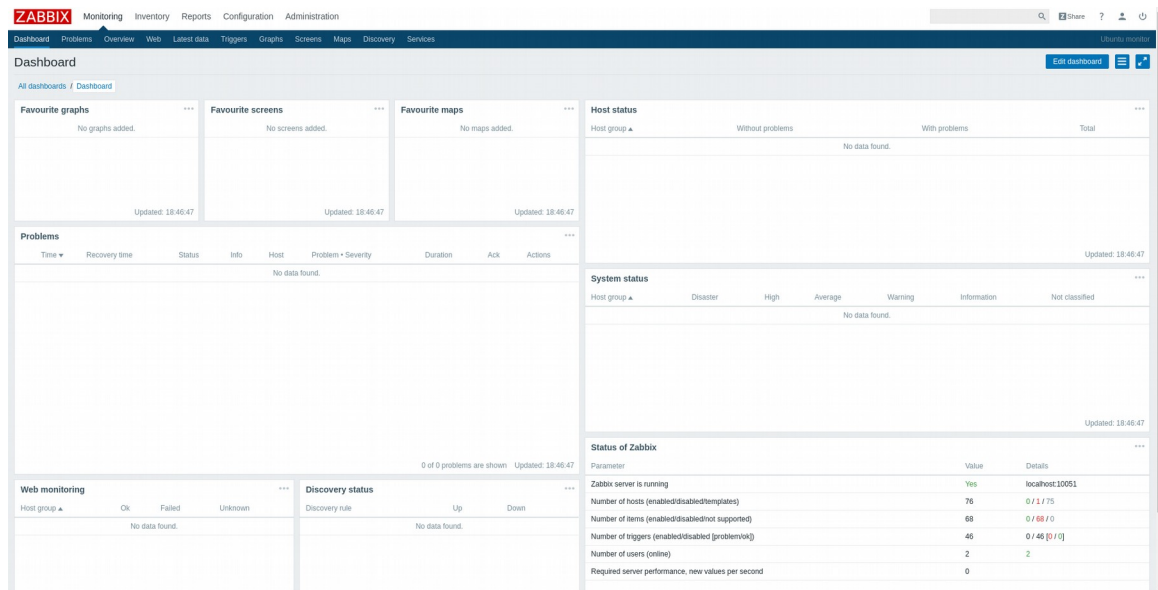 ZABBIX Monitoring Inventory Reports Configuration Administration Z Share ?
Dashboard Problems Overview Web Latest data Triggers Graphs Screens Maps Discovery Services Ubuntu monitor
Dashboard Edit dashboard
All dashboards / Dashboard
Favourite graphs
No graphs added.
Updated: 18:46:47
Favourite screens
No screens added.
Updated: 18:46:47
Favourite maps
No maps added.
Updated: 18:46:47
Problems
Time ▼ Recovery time Status Info Host Problem • Severity Duration Ack Actions
No data found.
0 of 0 problems are shown Updated: 18:46:47
Web monitoring
Host group ▲ Ok Failed Unknown
No data found.
Discovery status
Discovery rule Up Down
No data found.
Host status
Host group ▲ Without problems With problems Total
No data found.
Updated: 18:46:47
System status
Host group ▲ Disaster High Average Warning Information Not classified
No data found.
Updated: 18:46:47
Status of Zabbix
Parameter Value Details
Zabbix server is running Yes localhost:10051
Number of hosts (enabled/disabled/templates) 76 0 / 1 / 75
Number of items (enabled/disabled/not supported) 68 0 / 68 / 0
Number of triggers (enabled/disabled [problem/ok]) 46 0 / 46 [0 / 0]
Number of users (online) 2 2
Required server performance, new values per second 0